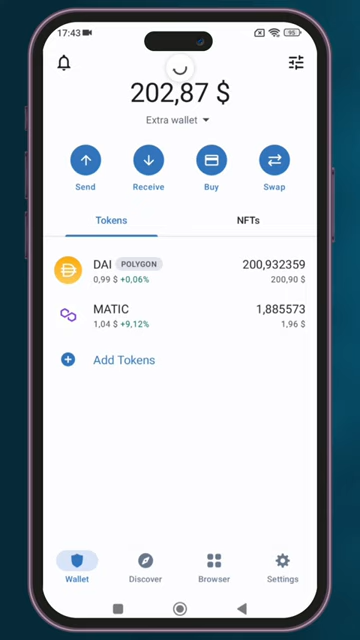 17:43
95
202,87 $
Extra wallet
Send Receive Buy Swap
Tokens NFTs
DAI POLYGON 200,932359
0,99 $ +0,06% 200,90 $
MATIC 1,885573
1,04 $ +9,12% 1,96 $
Add Tokens
Wallet Discover Browser Settings